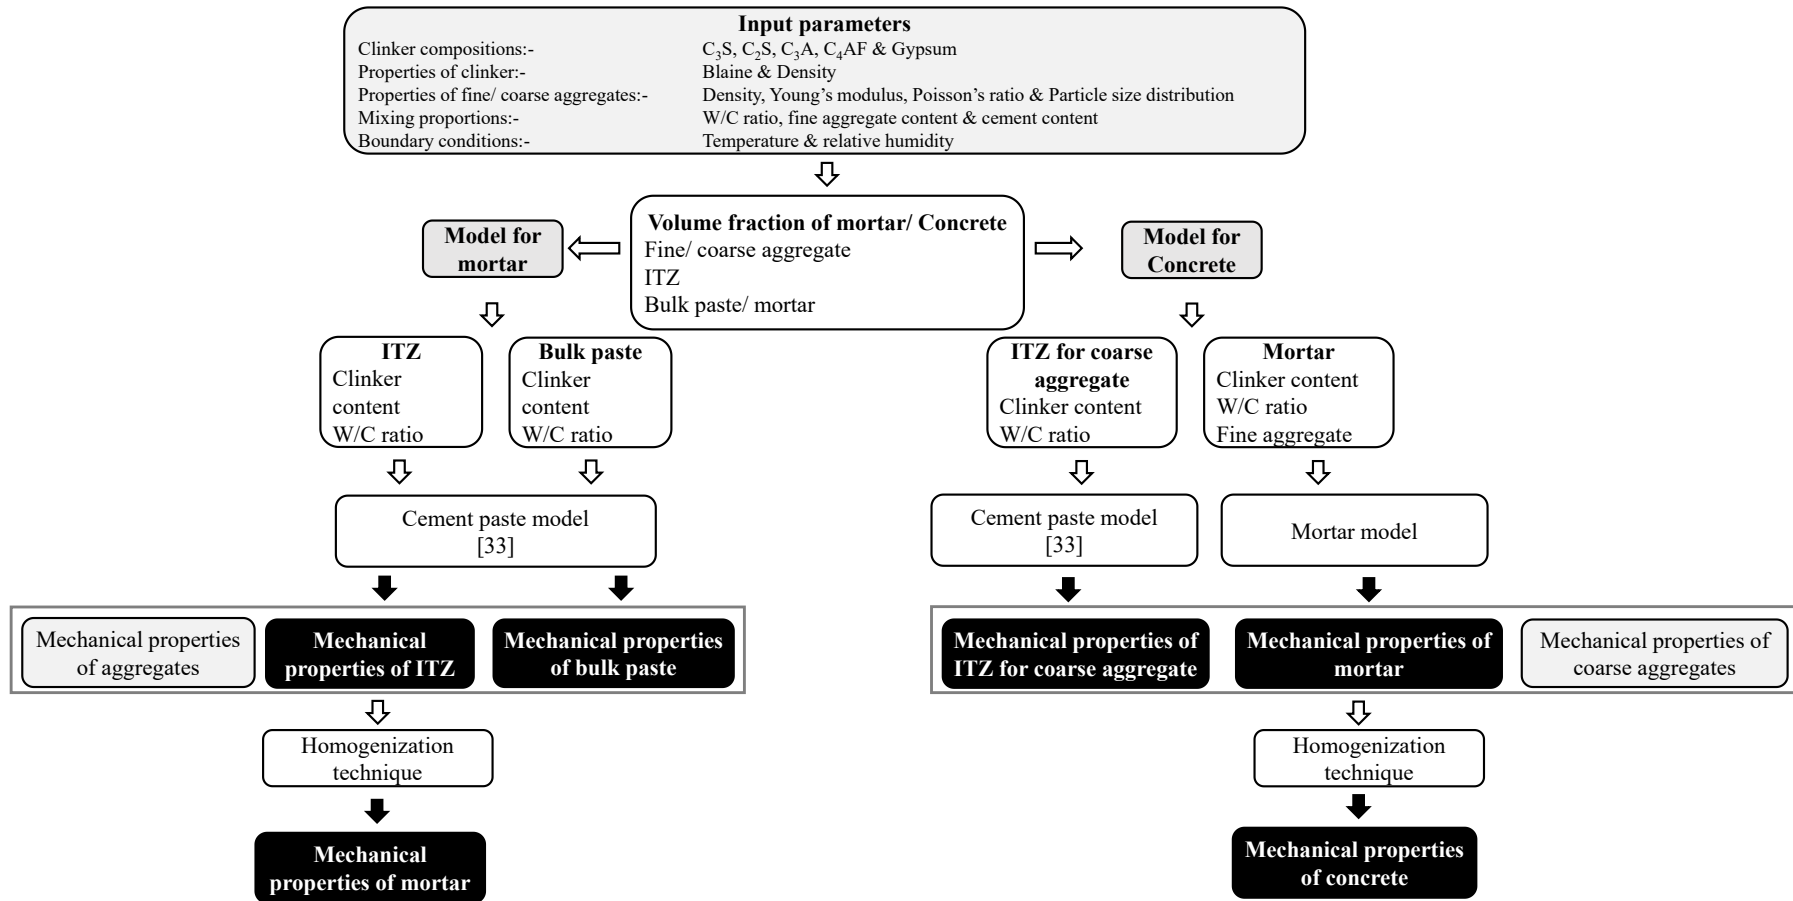 Input parameters
Clinker compositions:- C₃S, C₂S, C₃A, C₄AF & Gypsum
Properties of clinker:- Blaine & Density
Properties of fine/ coarse aggregates:- Density, Young's modulus, Poisson's ratio & Particle size distribution
Mixing proportions:- W/C ratio, fine aggregate content & cement content
Boundary conditions:- Temperature & relative humidity
Model for
mortar
Volume fraction of mortar/ Concrete
Fine/ coarse aggregate
ITZ
Bulk paste/ mortar
Model for
Concrete
ITZ
Clinker
content
W/C ratio
Bulk paste
Clinker
content
W/C ratio
ITZ for coarse
aggregate
Clinker content
W/C ratio
Mortar
Clinker content
W/C ratio
Fine aggregate
Cement paste model
[33]
Cement paste model
[33]
Mortar model
Mechanical properties
of aggregates
Mechanical
properties of ITZ
Mechanical properties
of bulk paste
Mechanical properties of
ITZ for coarse aggregate
Mechanical properties of
mortar
Mechanical properties of
coarse aggregates
Homogenization
technique
Homogenization
technique
Mechanical
properties of mortar
Mechanical properties
of concrete